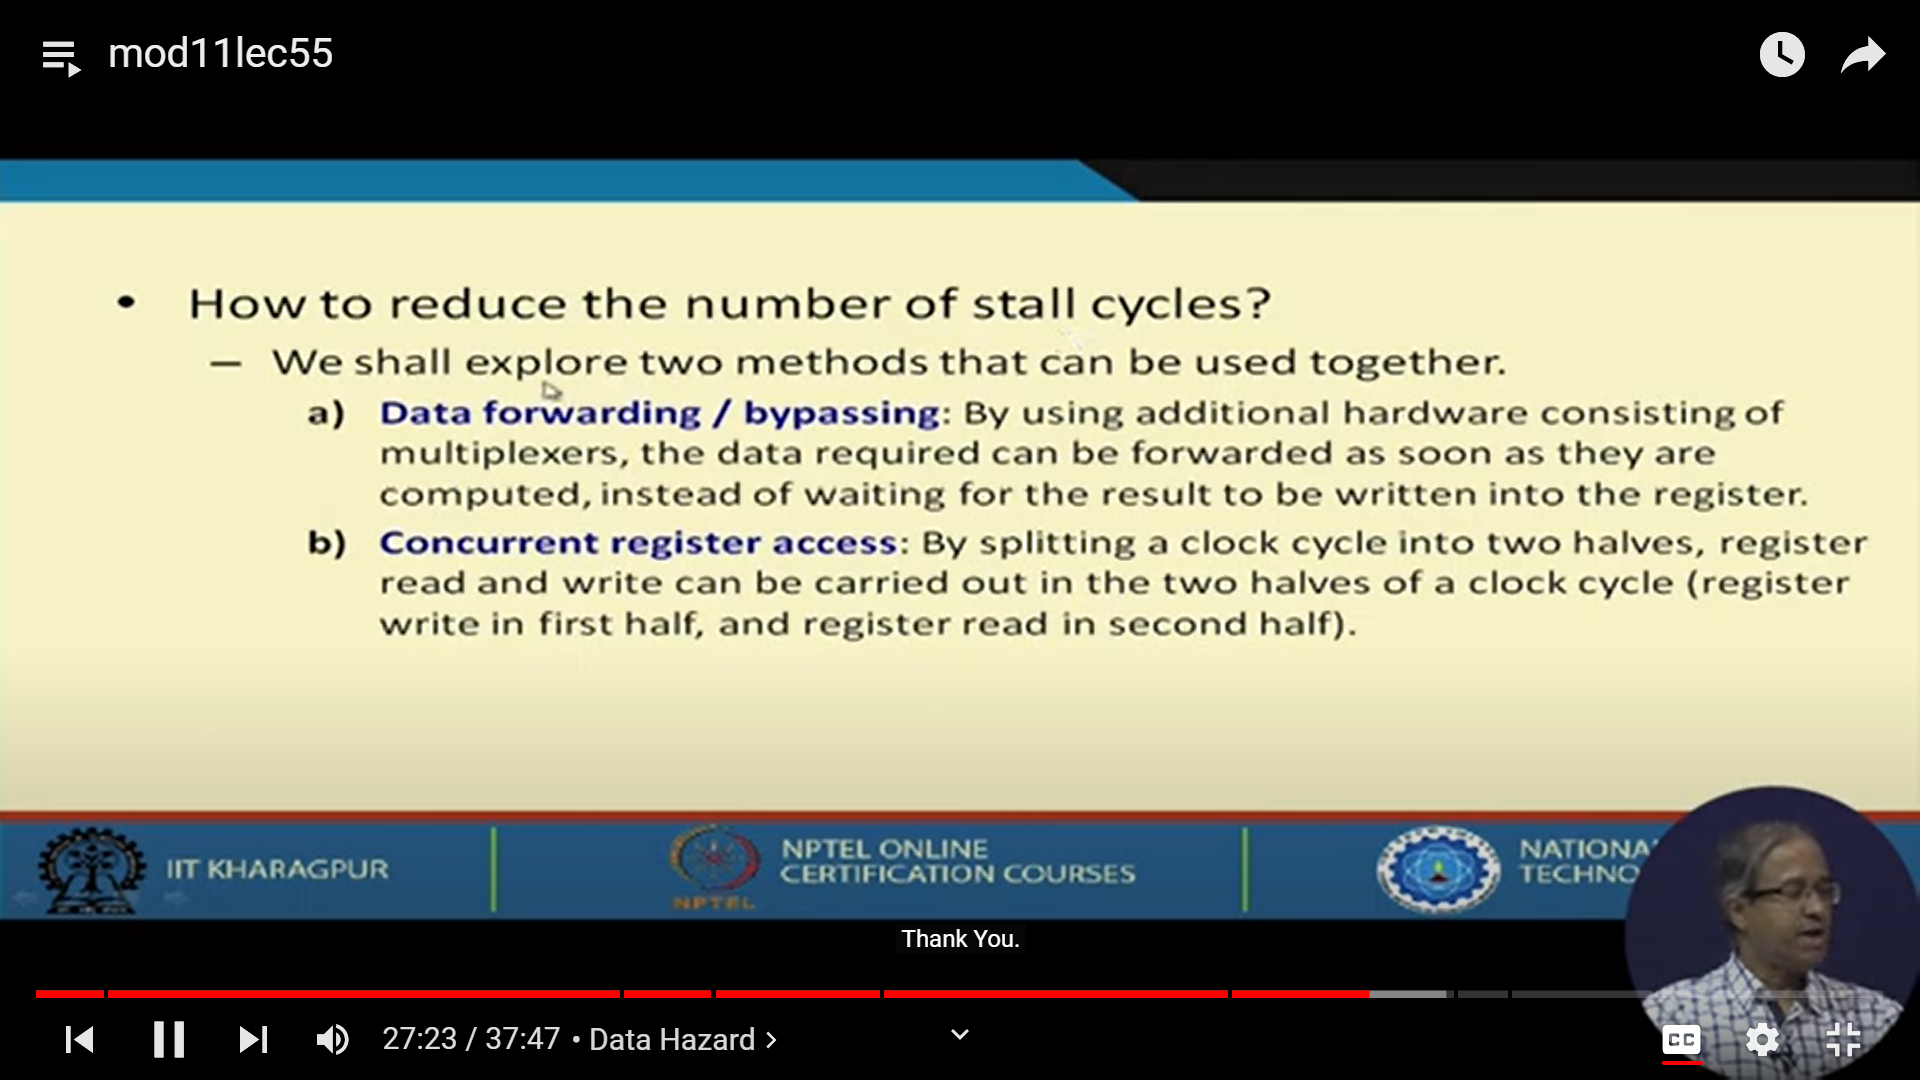 mod11lec55
• How to reduce the number of stall cycles?
– We shall explore two methods that can be used together.
a) Data forwarding / bypassing: By using additional hardware consisting of
multiplexers, the data required can be forwarded as soon as they are
computed, instead of waiting for the result to be written into the register.
b) Concurrent register access: By splitting a clock cycle into two halves, register
read and write can be carried out in the two halves of a clock cycle (register
write in first half, and register read in second half).
IIT KHARAGPUR
NPTEL
NPTEL ONLINE
CERTIFICATION COURSES
NATIONA
TECHNO
Thank You.
27:23 / 37:47 • Data Hazard >
CC